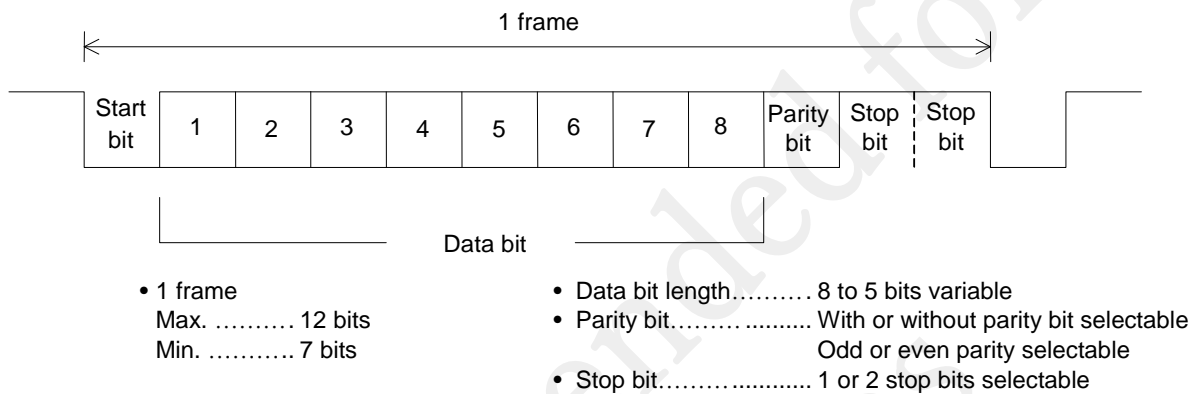 1 frame
Start bit 1 2 3 4 5 6 7 8 Parity bit Stop bit Stop bit
Data bit
• 1 frame
Max. .......... 12 bits
Min. ........... 7 bits
• Data bit length.......... 8 to 5 bits variable
• Parity bit......... .......... With or without parity bit selectable
Odd or even parity selectable
• Stop bit..................... 1 or 2 stop bits selectable